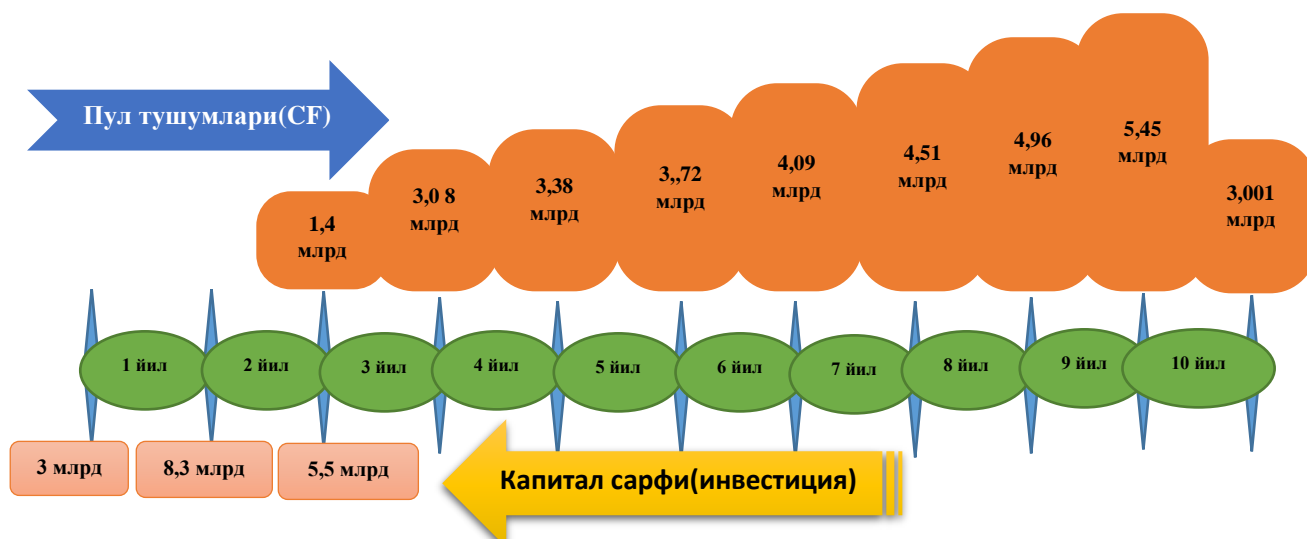 Пул тушумлари(CF)
1,4
млрд
3,0 8
млрд
3,38
млрд
3,,72
млрд
4,09
млрд
4,51
млрд
4,96
млрд
5,45
млрд
3,001
млрд
1 йил
2 йил
3 йил
4 йил
5 йил
6 йил
7 йил
8 йил
9 йил
10 йил
3 млрд
8,3 млрд
5,5 млрд
Капитал сарфи(инвестиция)